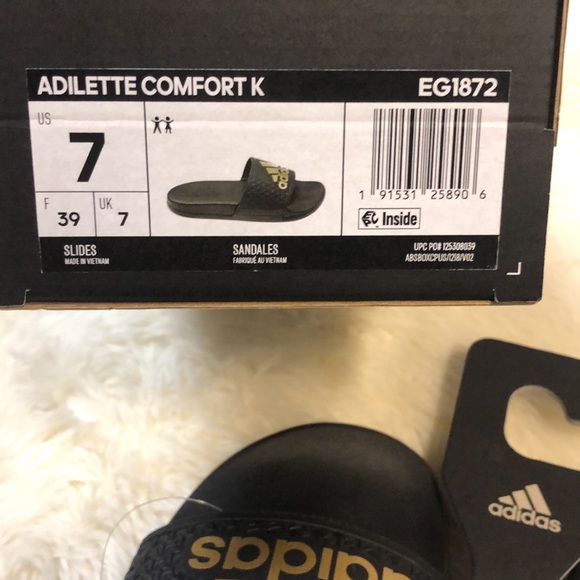 ADILETTE COMFORT K EG1872
US
7
F
39
UK
7
adidas
1 91531 25890 6
Inside
SLIDES
MADE IN VIETNAM
SANDALES
FABRIQUÉ AU VIETNAM
UPC PO# 125308039
ABSBOXCPUS/1218/V02
adidas
adidas